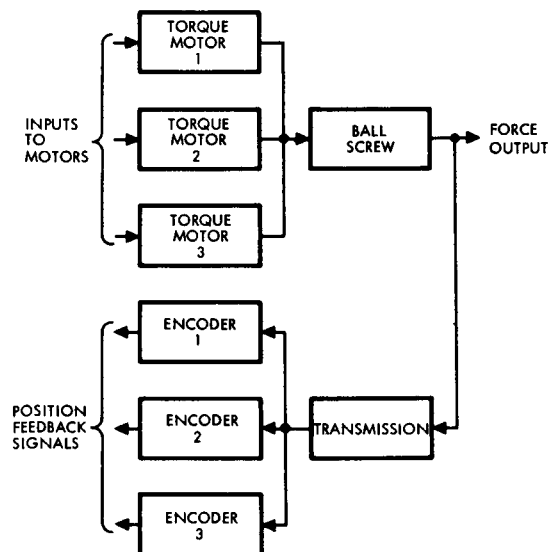 TORQUE
MOTOR
1
INPUTS
TO
MOTORS
TORQUE
MOTOR
2
BALL
SCREW
FORCE
OUTPUT
TORQUE
MOTOR
3
ENCODER
1
POSITION
FEEDBACK
SIGNALS
ENCODER
2
TRANSMISSION
ENCODER
3